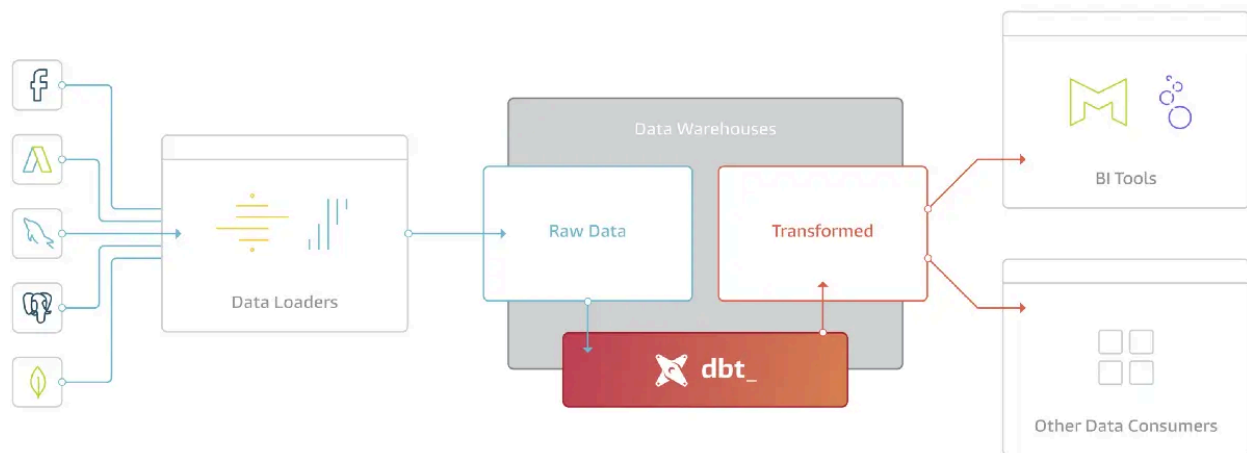 Data Loaders
Data Warehouses
Raw Data
Transformed
dbt_
BI Tools
Other Data Consumers